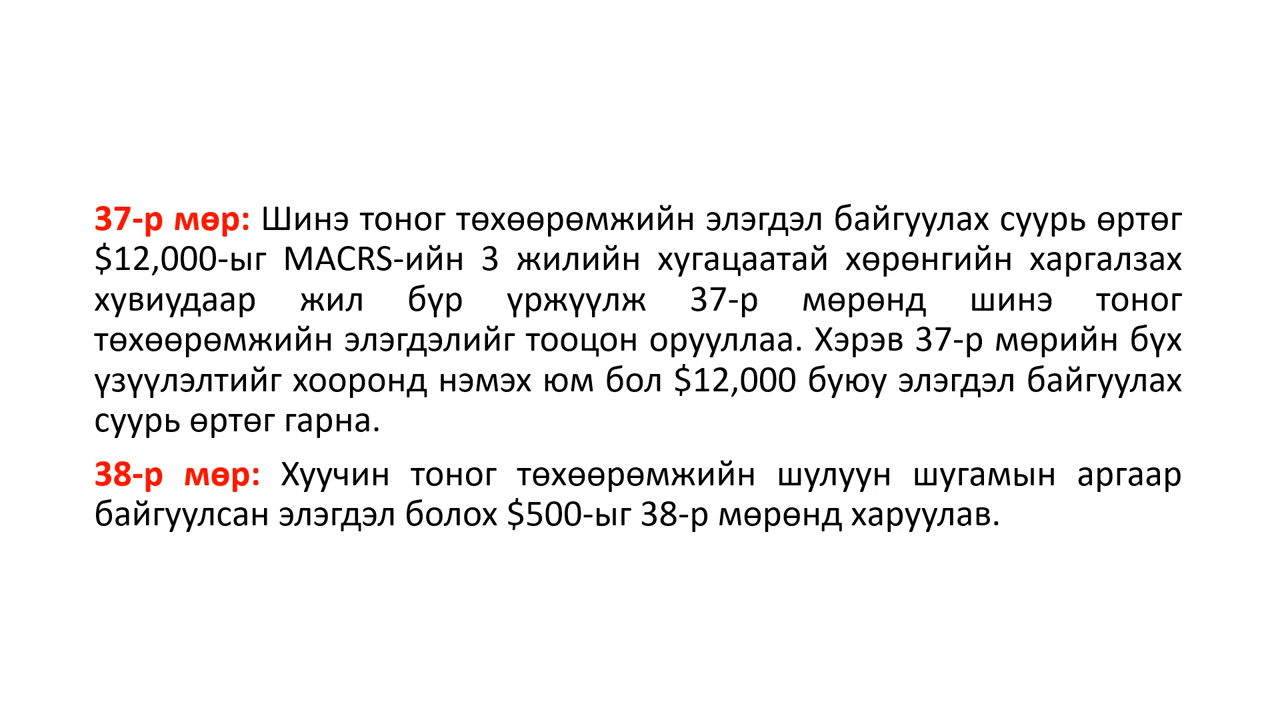 37-р мөр: Шинэ тоног төхөөрөмжийн элэгдэл байгуулах суурь өртөг
$12,000-ыг MACRS-ийн 3 жилийн хугацаатай хөрөнгийн харгалзах
хувиудаар жил бүр үржүүлж 37-р мөрөнд шинэ тоног
төхөөрөмжийн элэгдэлийг тооцон орууллаа. Хэрэв 37-р мөрийн бүх
үзүүлэлтийг хооронд нэмэх юм бол $12,000 буюу элэгдэл байгуулах
суурь өртөг гарна.
38-р мөр: Хуучин тоног төхөөрөмжийн шулуун шугамын аргаар
байгуулсан элэгдэл болох $500-ыг 38-р мөрөнд харуулав.